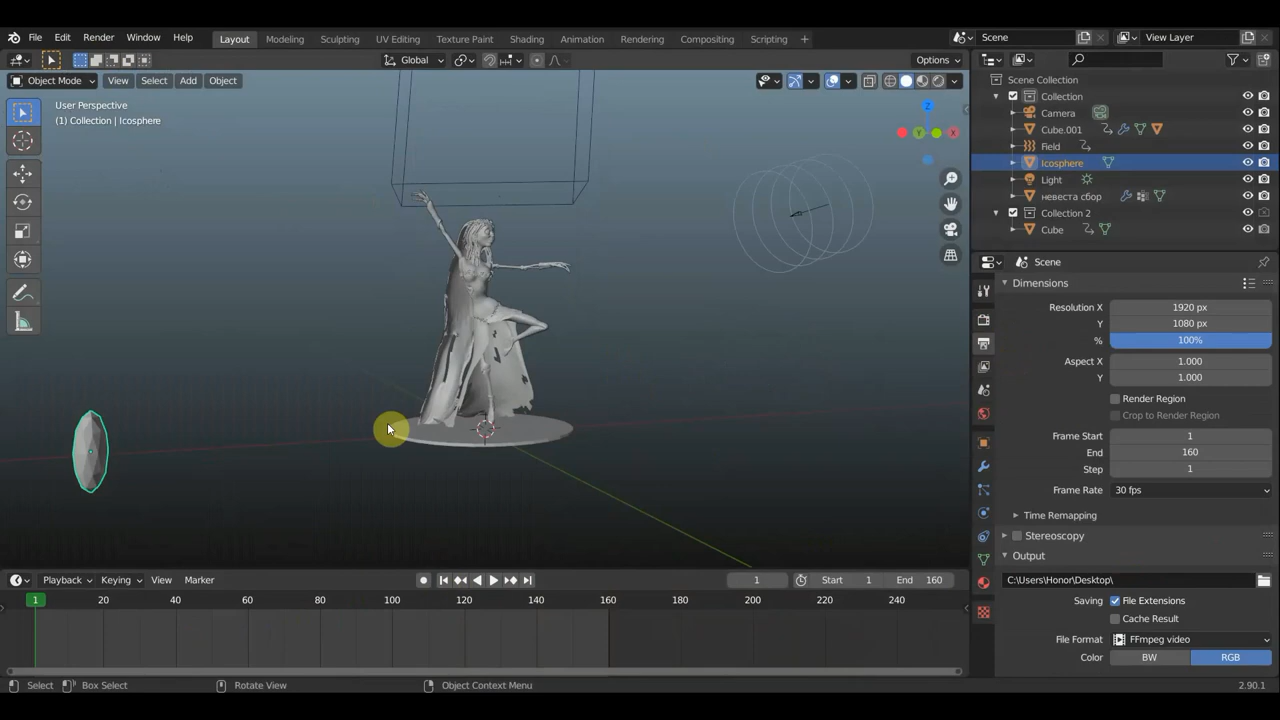 File Edit Render Window Help Layout Modeling Sculpting UV Editing Texture Paint Shading Animation Rendering Compositing Scripting + Scene View Layer
Global Options
Object Mode View Select Add Object
User Perspective
(1) Collection | Icosphere
Z
Y
X
Scene Collection
Collection
Camera
Cube.001
Field
Icosphere
Light
невеста сбор
Collection 2
Cube
Scene
Dimensions
Resolution X 1920 px
Y 1080 px
% 100%
Aspect X 1.000
Y 1.000
Render Region
Crop to Render Region
Frame Start 1
End 160
Step 1
Frame Rate 30 fps
Time Remapping
Stereoscopy
Output
C:\Users\Honor\Desktop\
Saving File Extensions
Cache Result
File Format FFmpeg video
Color BW RGB
Playback Keying View Marker 1 Start 1 End 160
1 20 40 60 80 100 120 140 160 180 200 220 240
Select Box Select Rotate View Object Context Menu 2.90.1